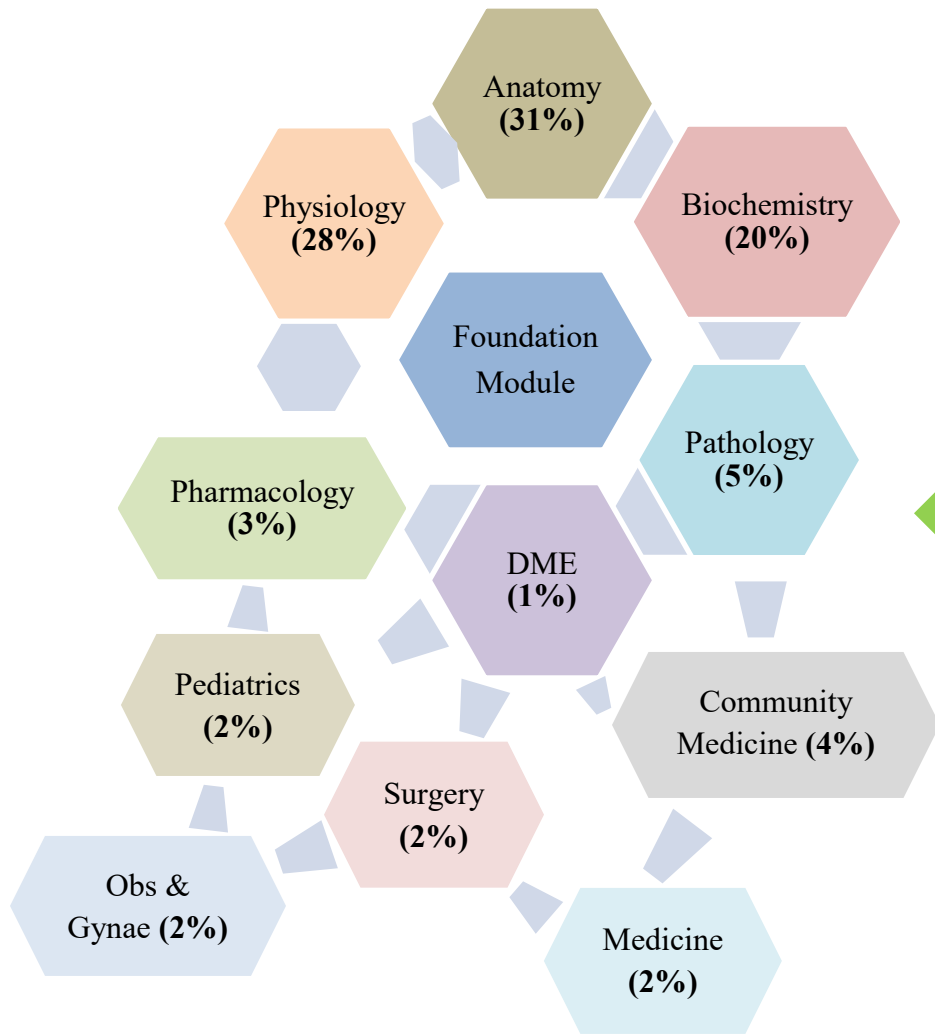 Anatomy
(31%)
Physiology
(28%)
Biochemistry
(20%)
Foundation
Module
Pathology
(5%)
Pharmacology
(3%)
DME
(1%)
Pediatrics
(2%)
Community
Medicine (4%)
Surgery
(2%)
Obs &
Gynae (2%)
Medicine
(2%)